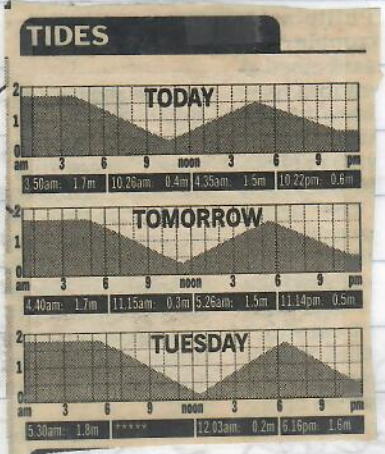 TIDES
TODAY
2
1
0
am 3 6 9 noon 3 6 9 pm
3.50am: 1.7m 10.26am: 0.4m 4.35am: 1.5m 10.22pm: 0.6m
TOMORROW
2
1
0
am 3 6 9 noon 3 6 9 pm
4.40am: 1.7m 11.15am: 0.3m 5.26am: 1.5m 11.14pm: 0.5m
TUESDAY
2
1
0
am 3 6 9 noon 3 6 9 pm
5.30am: 1.8m ***** 12.03am: 0.2m 6.16pm: 1.6m